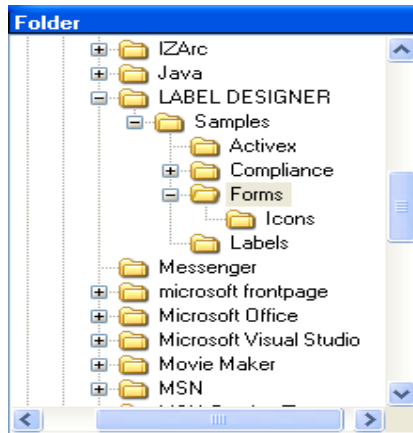 Folder
IZArc
Java
LABEL DESIGNER
Samples
Activex
Compliance
Forms
Icons
Labels
Messenger
microsoft frontpage
Microsoft Office
Microsoft Visual Studio
Movie Maker
MSN